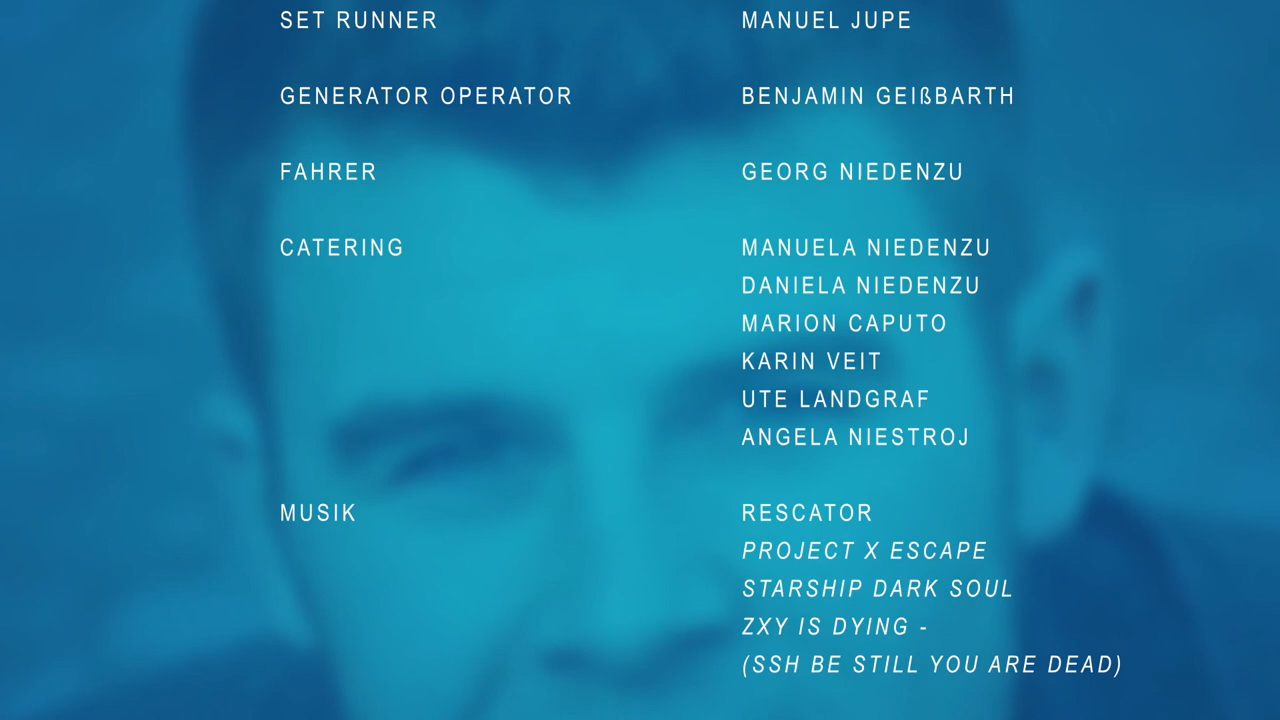 SET RUNNER MANUEL JUPE
GENERATOR OPERATOR BENJAMIN GEIßBARTH
FAHRER GEORG NIEDENZU
CATERING MANUELA NIEDENZU
DANIELA NIEDENZU
MARION CAPUTO
KARIN VEIT
UTE LANDGRAF
ANGELA NIESTROJ
MUSIK RESCATOR
PROJECT X ESCAPE
STARSHIP DARK SOUL
ZXY IS DYING -
(SSH BE STILL YOU ARE DEAD)